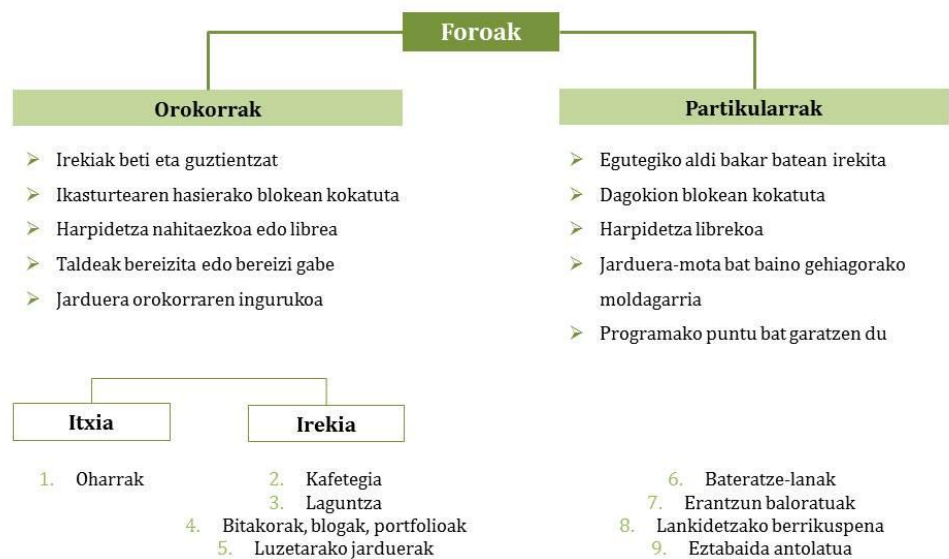 Foroak
Orokorrak
Irekiak beti eta guztientzat
Ikasturtearen hasierako blokean kokatuta
Harpidetza nahitaezkoa edo librea
Taldeak bereizita edo bereizi gabe
Jarduera orokorraren ingurukoa
Partikularrak
Egutegiko aldi bakar batean irekita
Dagokion blokean kokatuta
Harpidetza librekoa
Jarduera-mota bat baino gehiagorako
moldagarria
Programako puntu bat garatzen du
Itxia
1. Oharrak
Irekia
2. Kafetegia
3. Laguntza
4. Bitakorak, blogak, portfolioak
5. Luzetarako jarduerak
6. Bateratze-lanak
7. Erantzun baloratuak
8. Lankidetzako berrikuspena
9. Eztabaida antolatua